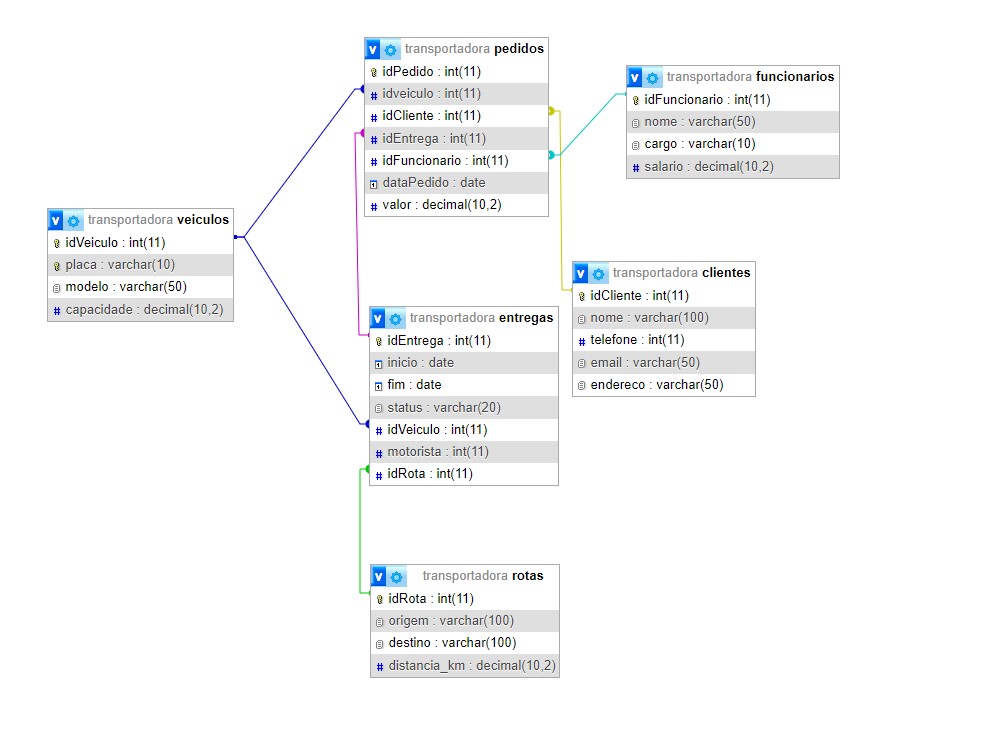 transportadora pedidos
idPedido : int(11)
idveiculo : int(11)
idCliente : int(11)
idEntrega : int(11)
idFuncionario : int(11)
dataPedido : date
valor : decimal(10,2)
transportadora funcionarios
idFuncionario : int(11)
nome : varchar(50)
cargo : varchar(10)
salario : decimal(10,2)
transportadora veiculos
idVeiculo : int(11)
placa : varchar(10)
modelo : varchar(50)
capacidade : decimal(10,2)
transportadora clientes
idCliente : int(11)
nome : varchar(100)
telefone : int(11)
email : varchar(50)
endereco : varchar(50)
transportadora entregas
idEntrega : int(11)
inicio : date
fim : date
status : varchar(20)
idVeiculo : int(11)
motorista : int(11)
idRota : int(11)
transportadora rotas
idRota : int(11)
origem : varchar(100)
destino : varchar(100)
distancia_km : decimal(10,2)